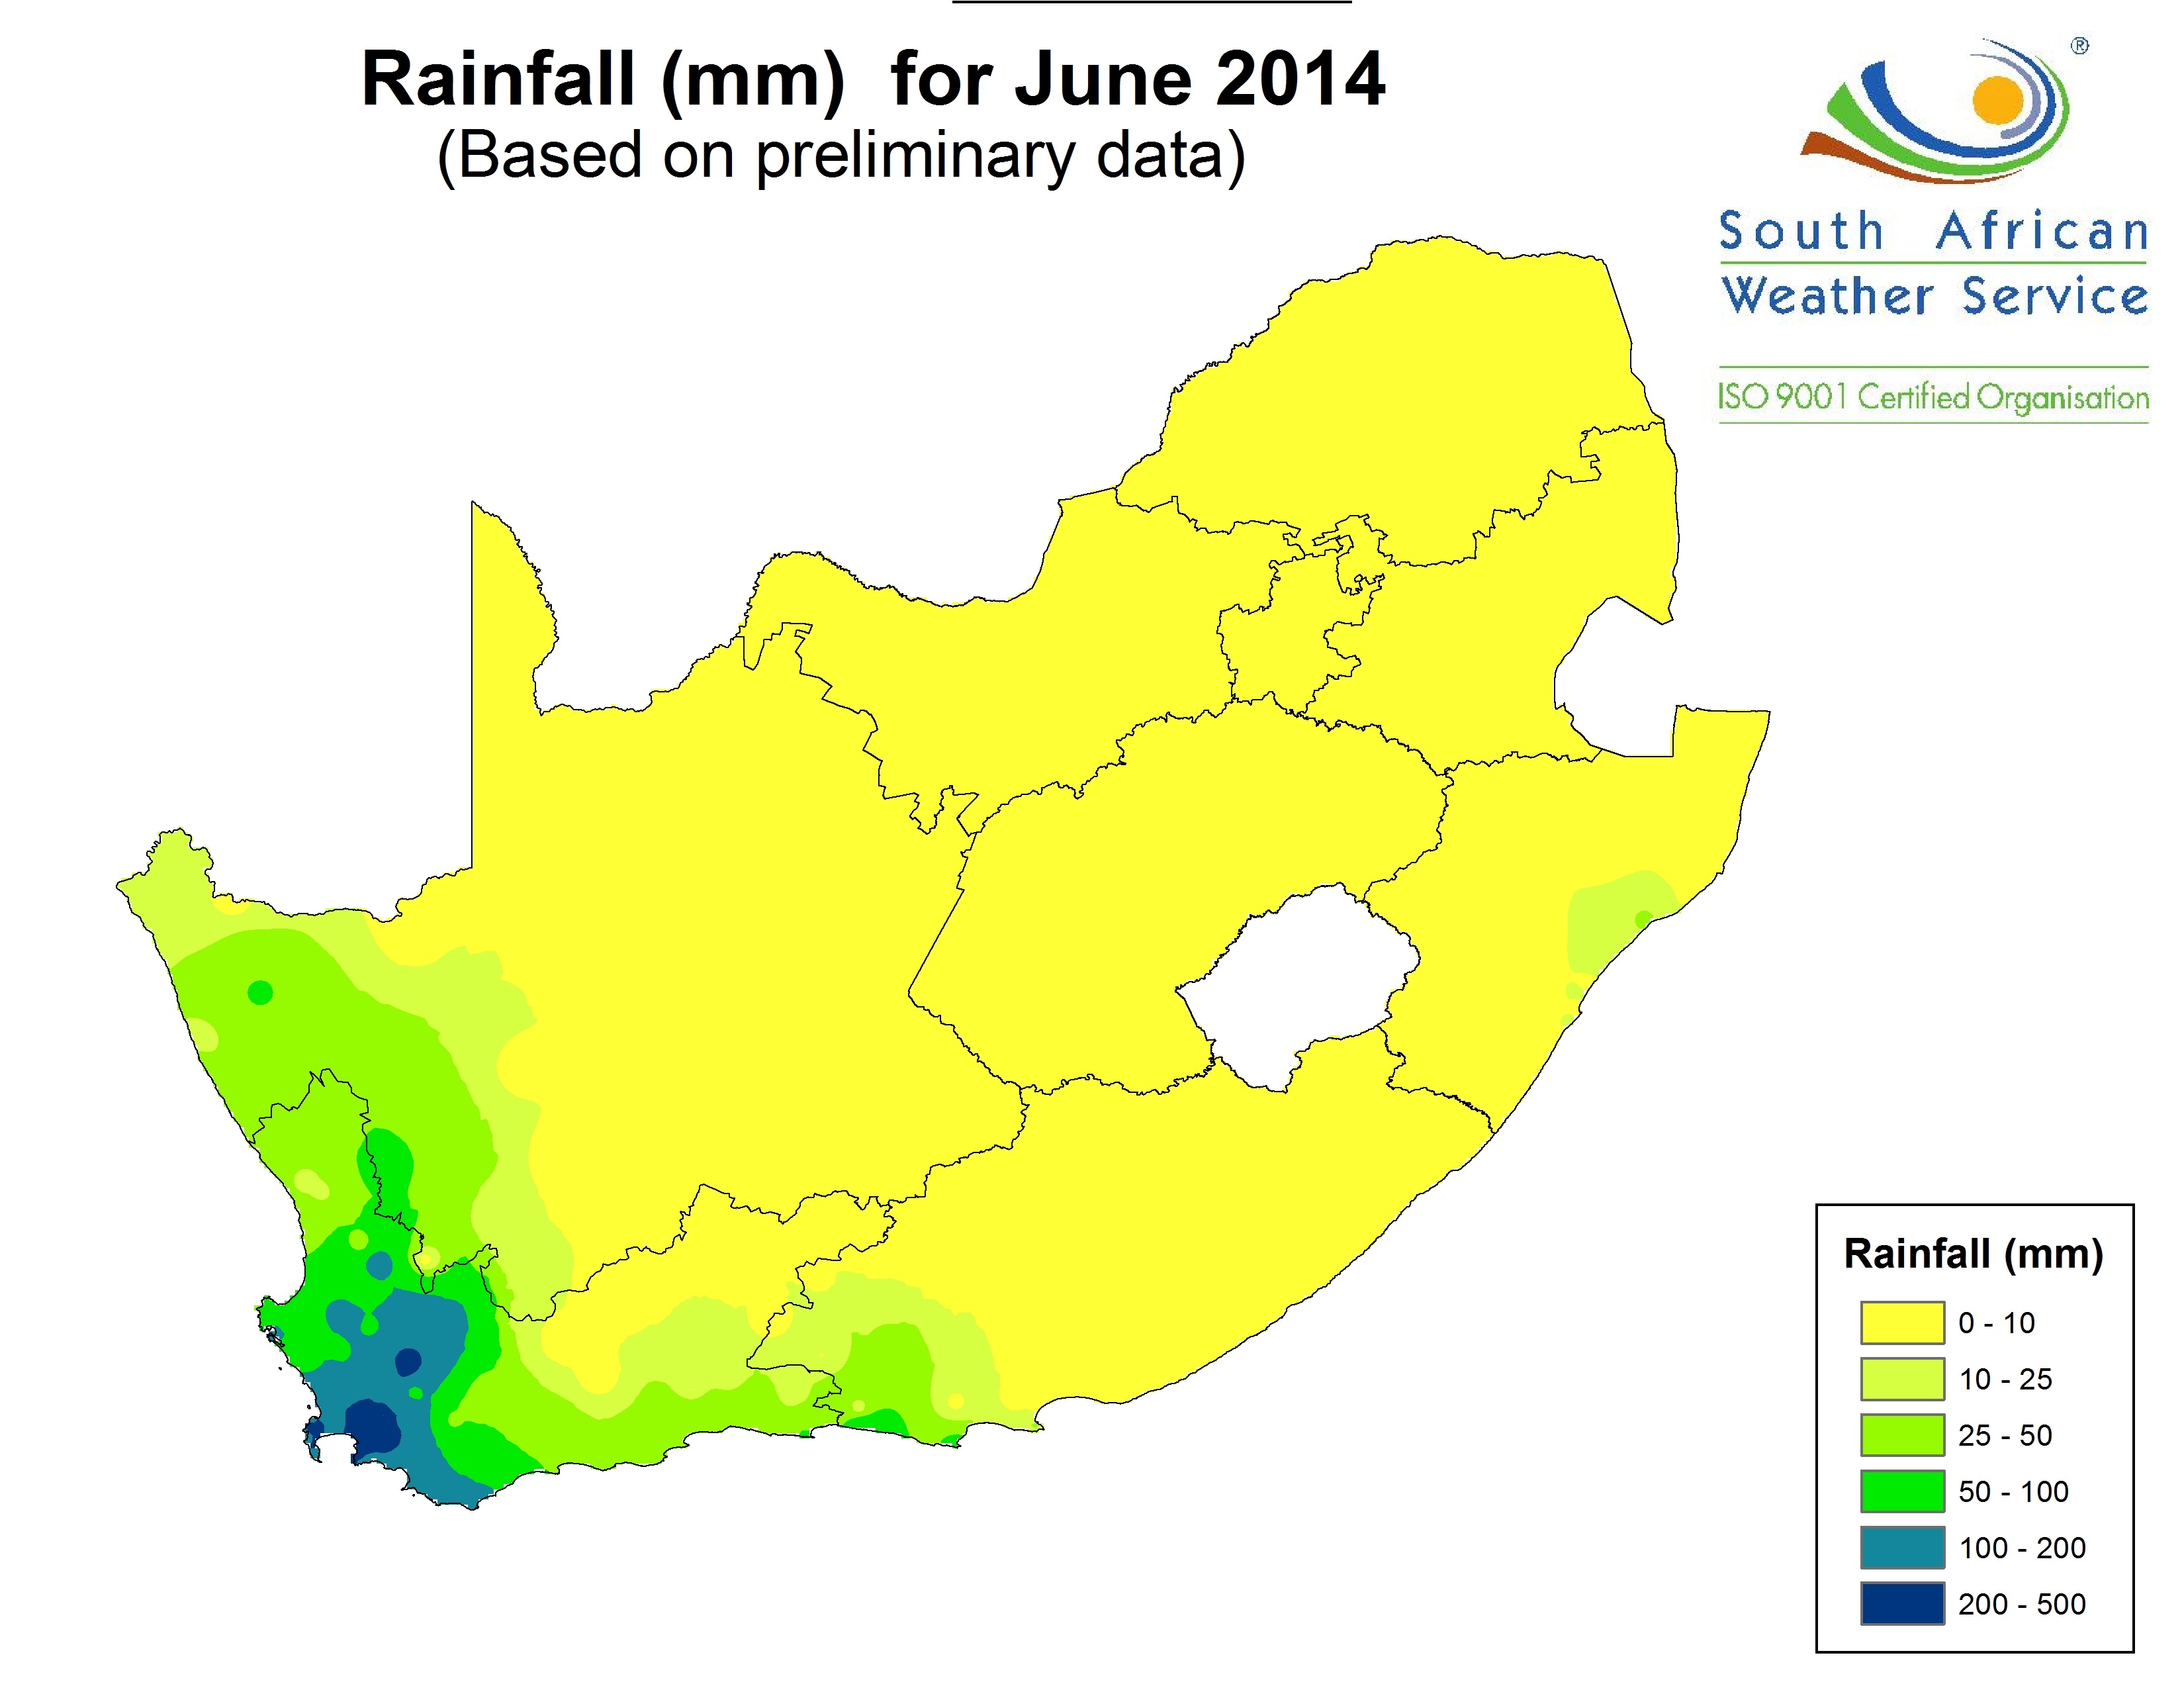 Rainfall (mm)  for June 2014
(Based on preliminary data)
®
South African
Weather Service
ISO 9001 Certified Organisation
Rainfall (mm)
0 - 10
10 - 25
25 - 50
50 - 100
100 - 200
200 - 500